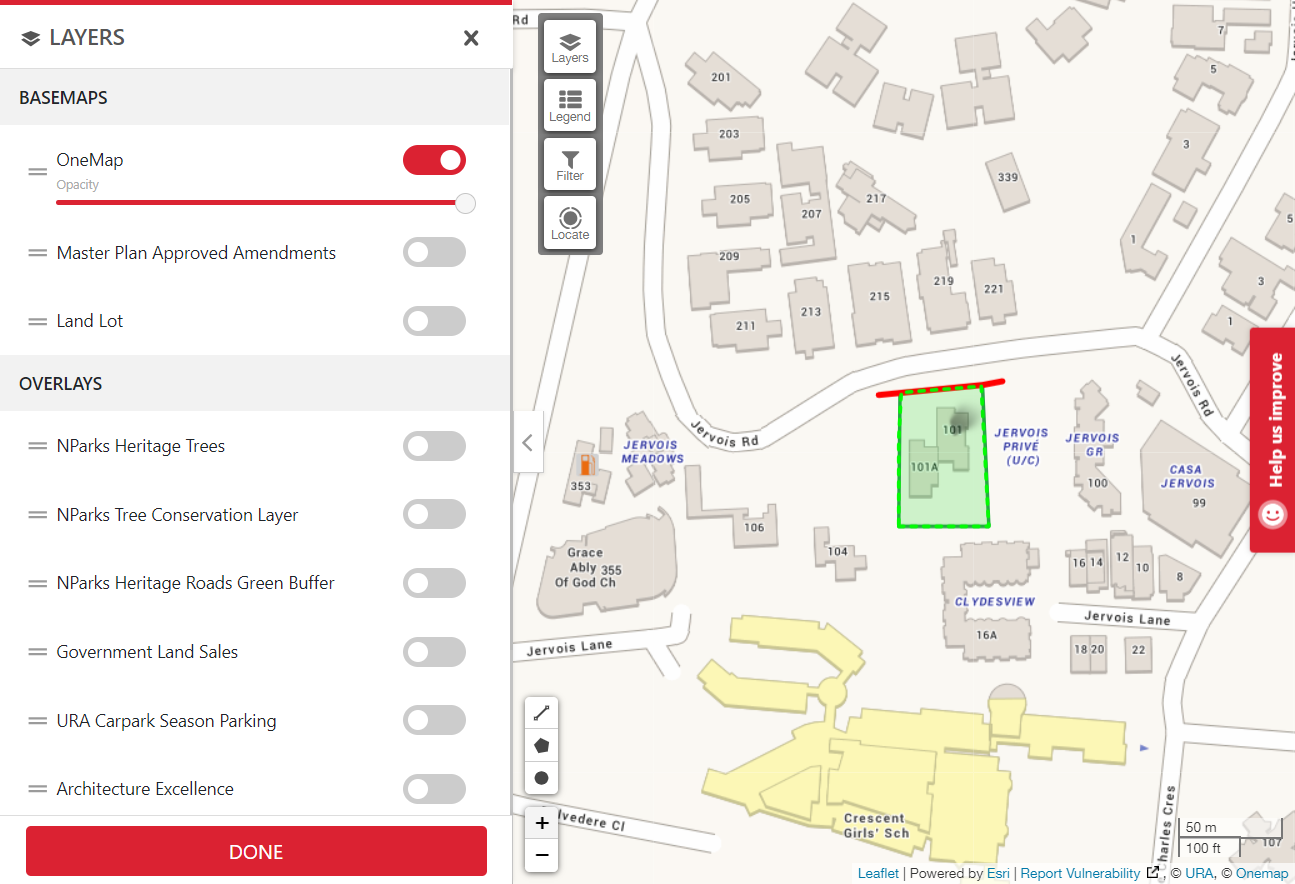 LAYERS
BASEMAPS
OneMap
Opacity
Master Plan Approved Amendments
Land Lot
OVERLAYS
NParks Heritage Trees
NParks Tree Conservation Layer
NParks Heritage Roads Green Buffer
Government Land Sales
URA Carpark Season Parking
Architecture Excellence
DONE
Rd
Layers
Legend
Filter
Locate
201
203
205
207
209
211
213
215
217
219
221
339
7
5
3
1
5
3
1
Jervois Rd
Jervois Rd
JERVOIS
MEADOWS
353
101
101A
JERVOIS
PRIVÉ
(U/C)
JERVOIS
GR
100
CASA
JERVOIS
99
Help us improve
106
104
Grace
Ably 355
Of God Ch
16 14
12
10
8
CLYDESVIEW
16A
Jervois Lane
Jervois Lane
18 20
22
Crescent
Girls' Sch
lvedere Cl
Charles Cres
107
+
−
50 m
100 ft
Leaflet | Powered by Esri | Report Vulnerability , © URA, © Onemap